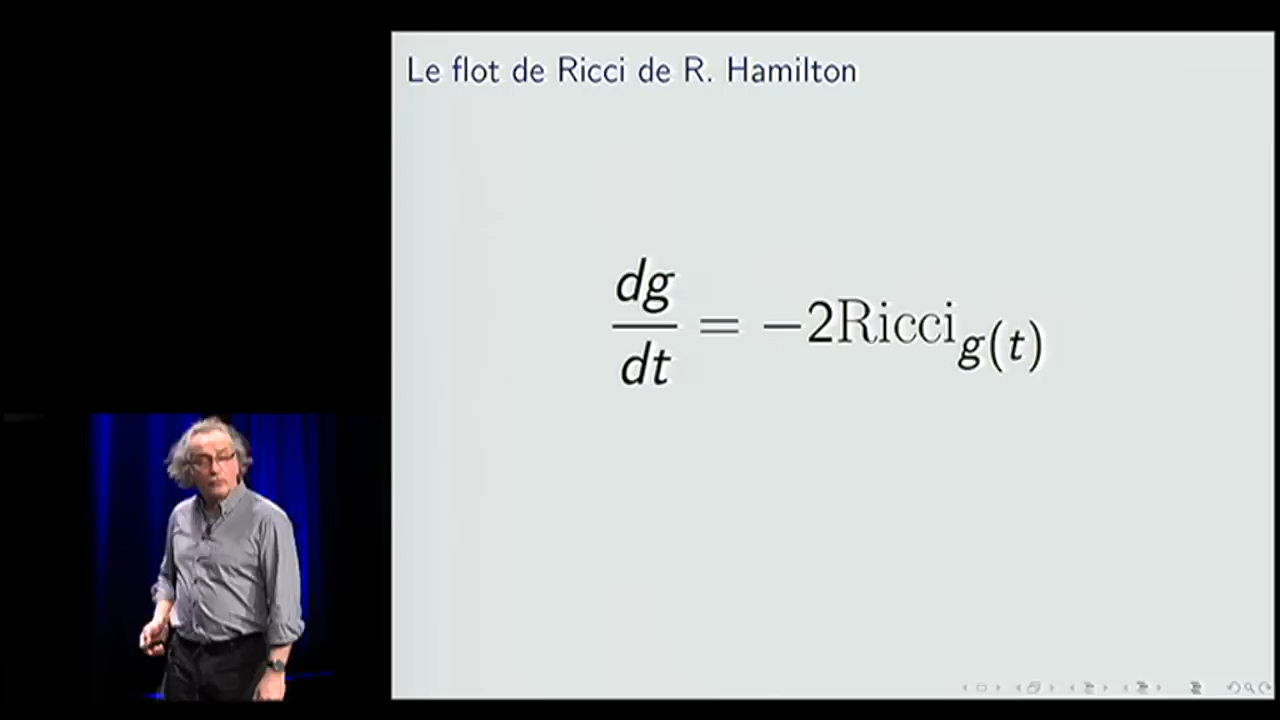 Le flot de Ricci de R. Hamilton
dg/dt = −2Ricci_g(t)